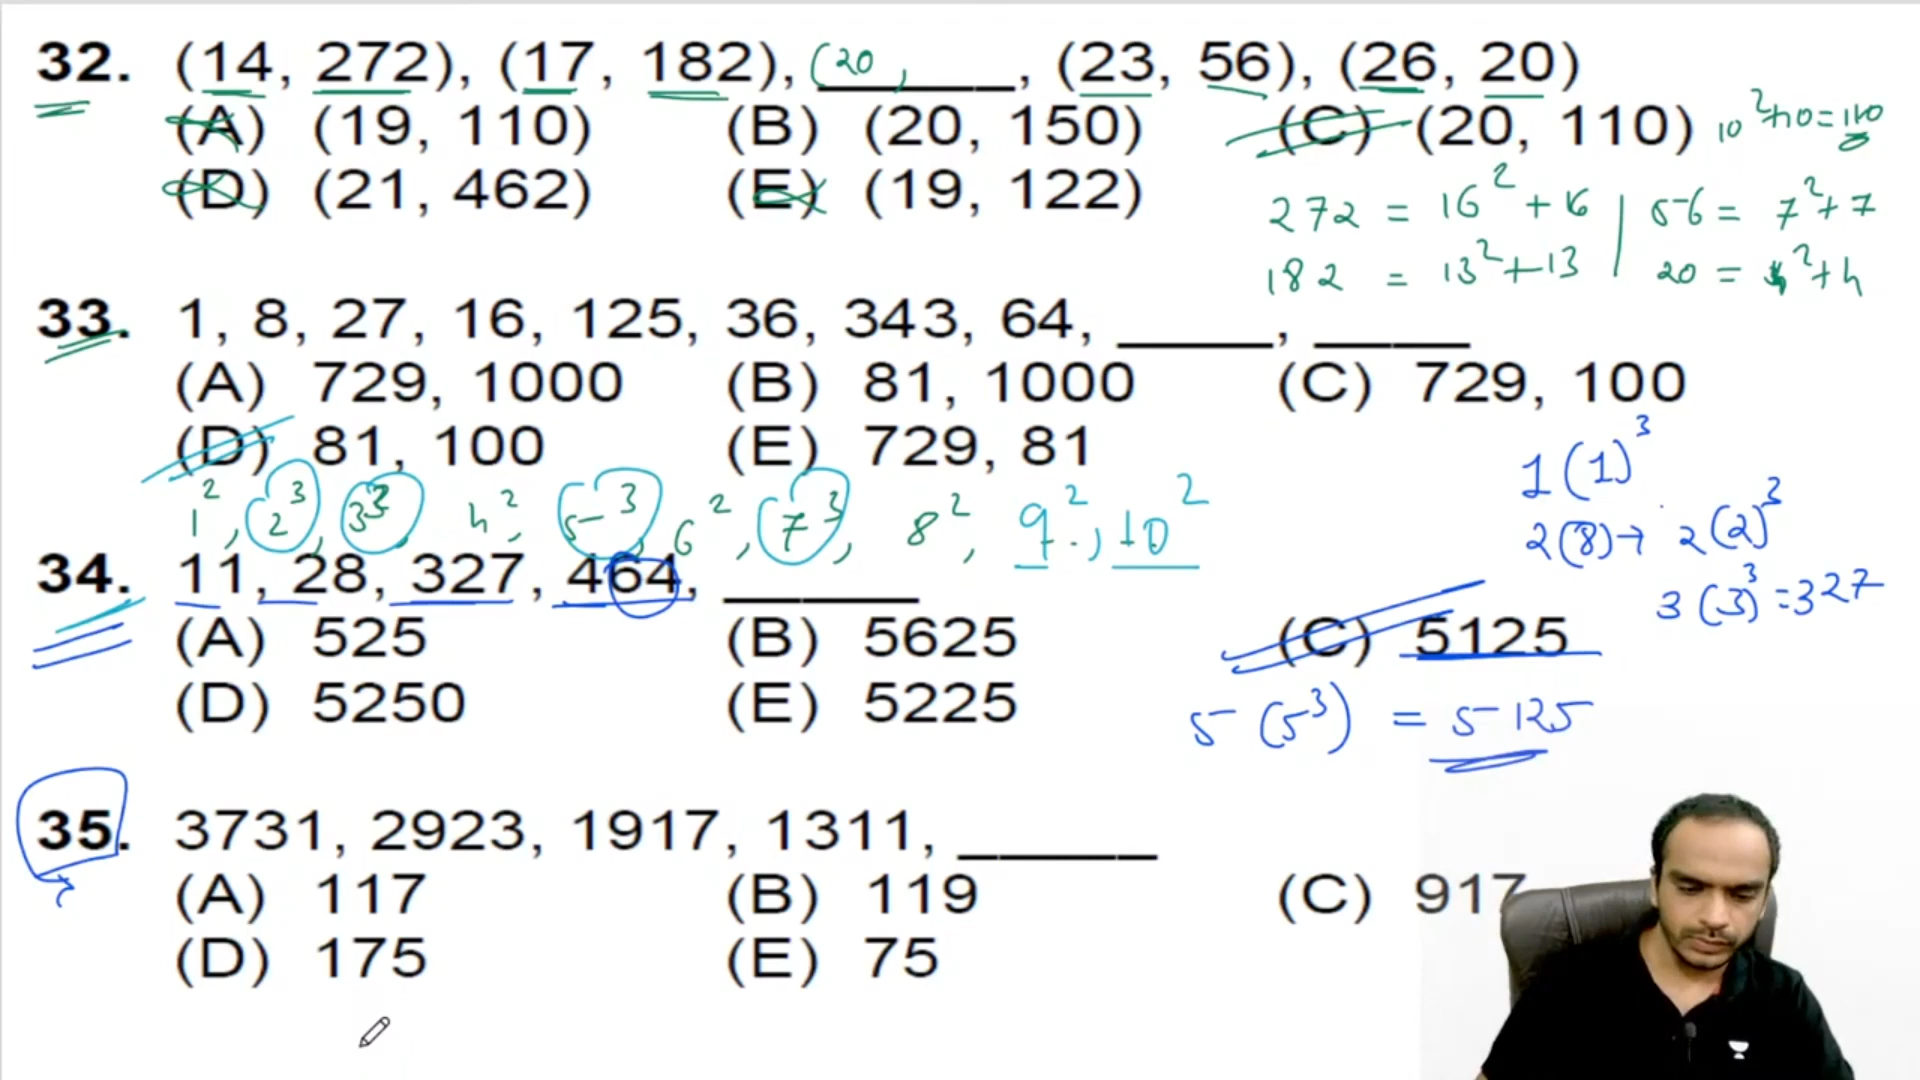 32. (14, 272), (17, 182), (20, ____, (23, 56), (26, 20)
(A) (19, 110) (B) (20, 150) (C) (20, 110) 10²+10=110
(D) (21, 462) (E) (19, 122)
272 = 16² + 16 | 56 = 7²+7
182 = 13²+13 | 20 = 4²+4
33. 1, 8, 27, 16, 125, 36, 343, 64, ____, ____
(A) 729, 1000 (B) 81, 1000 (C) 729, 100
(D) 81, 100 (E) 729, 81
1(1)³
1², 2³, 3³, 4², 5³, 6², 7³, 8², 9², 10²
2(8)→ 2(2)³
34. 11, 28, 327, 464, _____
3(3)³=327
(A) 525 (B) 5625 (C) 5125
(D) 5250 (E) 5225
5(5³) = 5125
35. 3731, 2923, 1917, 1311, _____
(A) 117 (B) 119 (C) 917
(D) 175 (E) 75